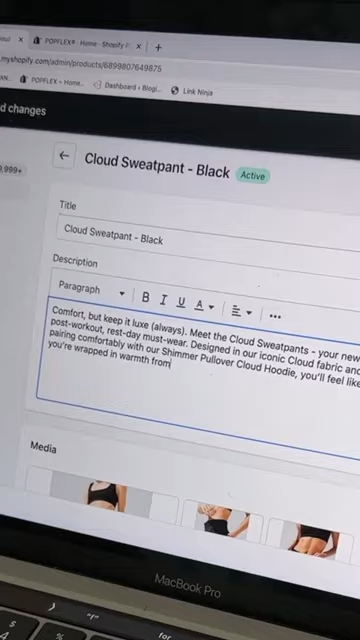 POPFLEX® · Home · Shopify
myshopify.com/admin/products/6899807649875
POPFLEX – Home...
Dashboard ‹ Blogi...
Link Ninja
d changes
9,999+
Cloud Sweatpant - Black
Active
Title
Cloud Sweatpant - Black
Description
Paragraph
B I U A
Comfort, but keep it luxe (always). Meet the Cloud Sweatpants - your new
post-workout, rest-day must-wear. Designed in our iconic Cloud fabric and
pairing comfortably with our Shimmer Pullover Cloud Hoodie, you'll feel like
you're wrapped in warmth from
Media
MacBook Pro
for